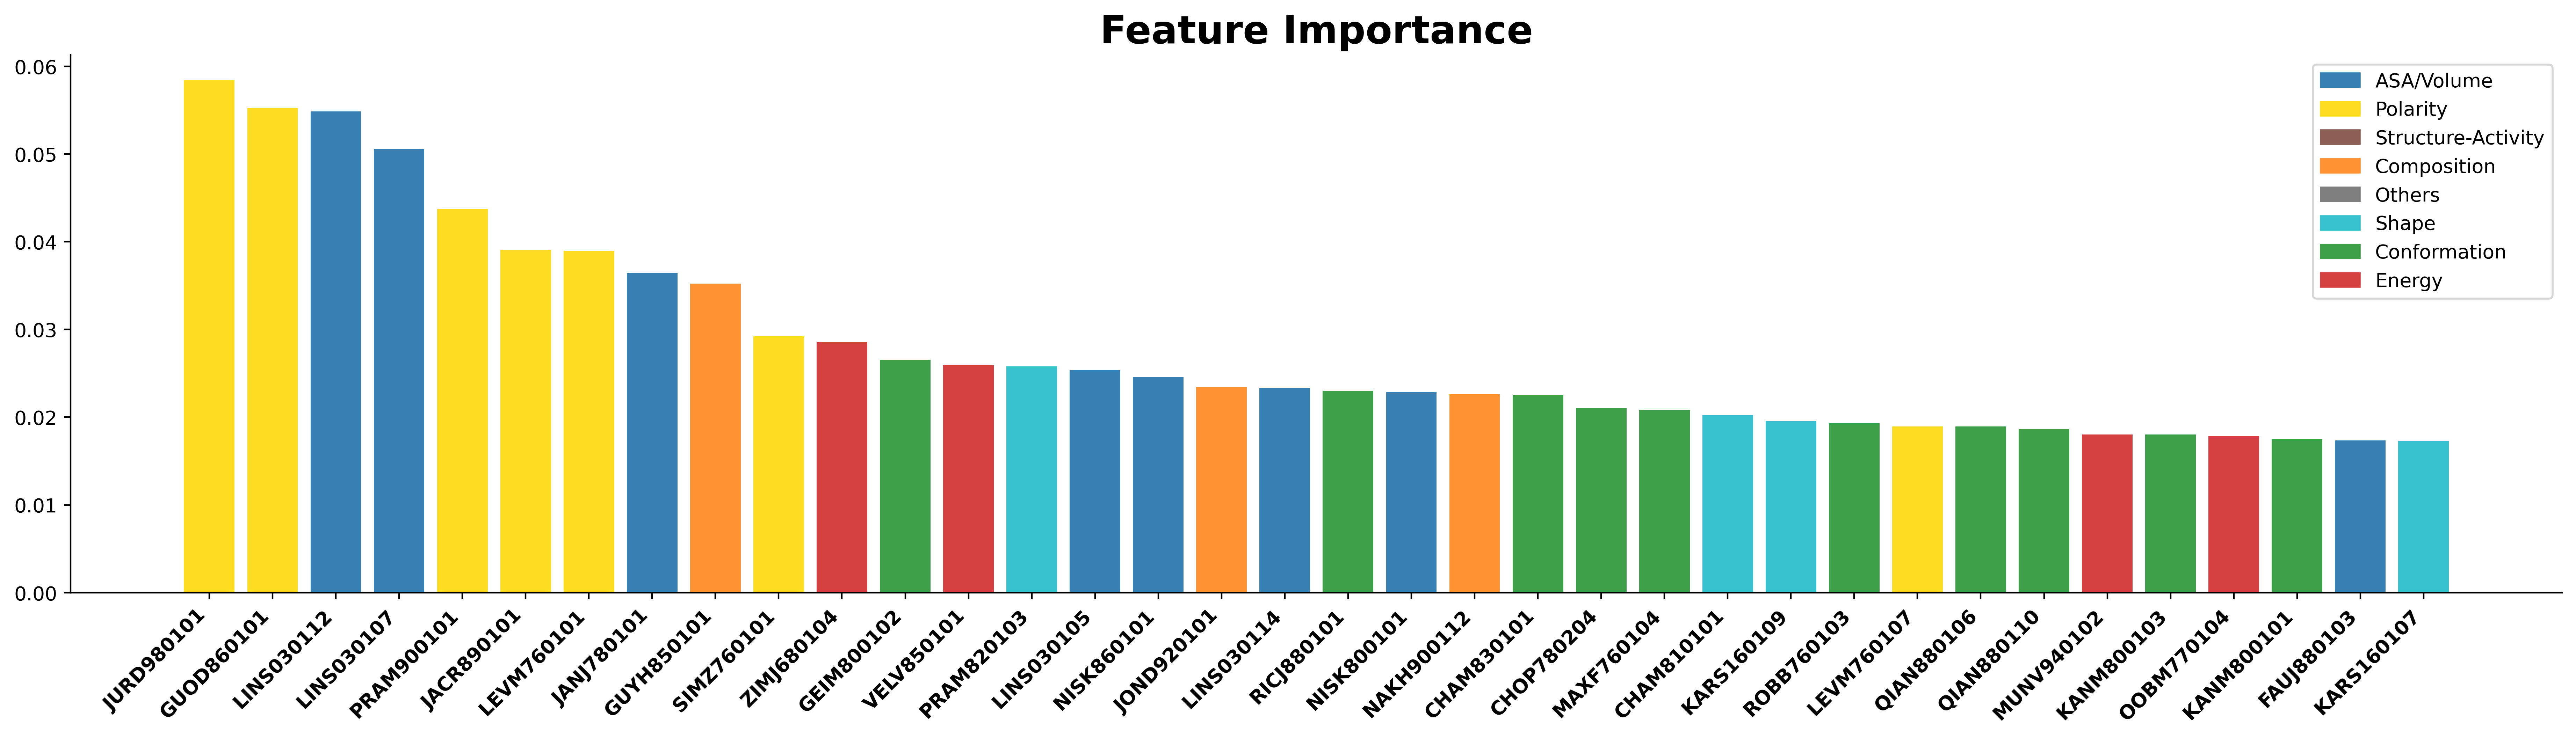 Feature Importance
0.06
0.05
0.04
0.03
0.02
0.01
0.00
ASA/Volume
Polarity
Structure-Activity
Composition
Others
Shape
Conformation
Energy
JURD980101
GUOD860101
LINS030112
LINS030107
PRAM900101
JACR890101
LEVM760101
JANJ780101
GUYH850101
SIMZ760101
ZIMJ680104
GEIM800102
VELV850101
PRAM820103
LINS030105
NISK860101
JOND920101
LINS030114
RICJ880101
NISK800101
NAKH900112
CHAM830101
CHOP780204
MAXF760104
CHAM810101
KARS160109
ROBB760103
LEVM760107
QIAN880106
QIAN880110
MUNV940102
KANM800103
OOBM770104
KANM800101
FAUJ880103
KARS160107